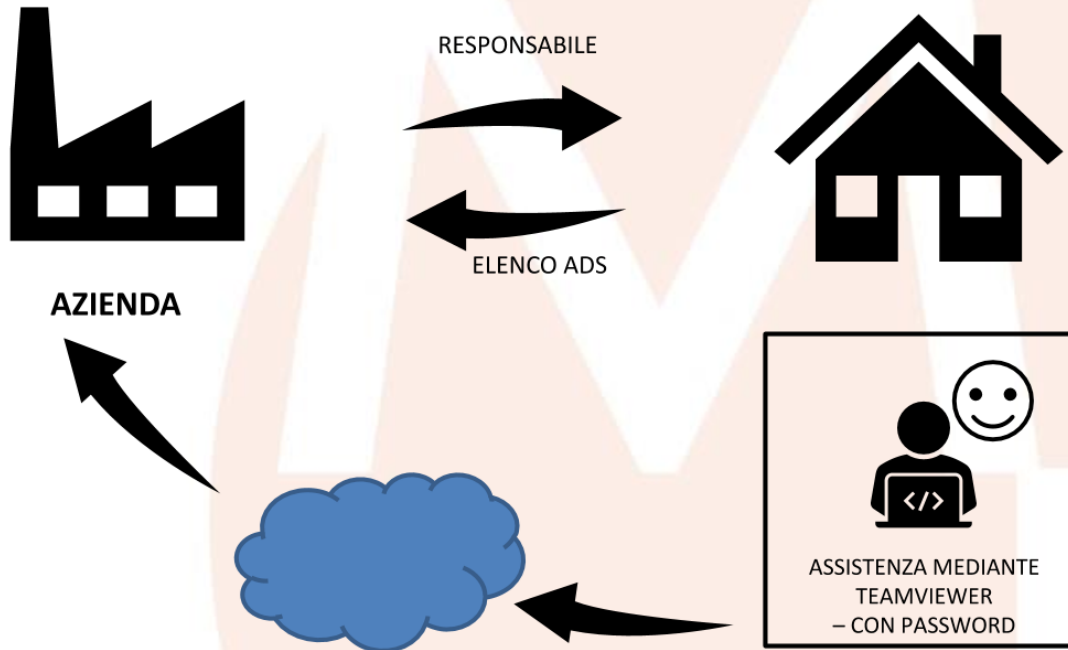 RESPONSABILE
ELENCO ADS
AZIENDA
</>
ASSISTENZA MEDIANTE
TEAMVIEWER
– CON PASSWORD